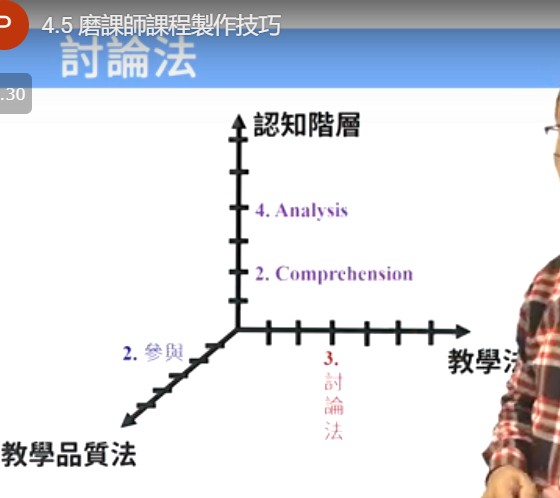 P
4.5 磨課師課程製作技巧
討論法
.30
認知階層
4. Analysis
2. Comprehension
2. 參與
3.
討
論
法
教學法
教學品質法